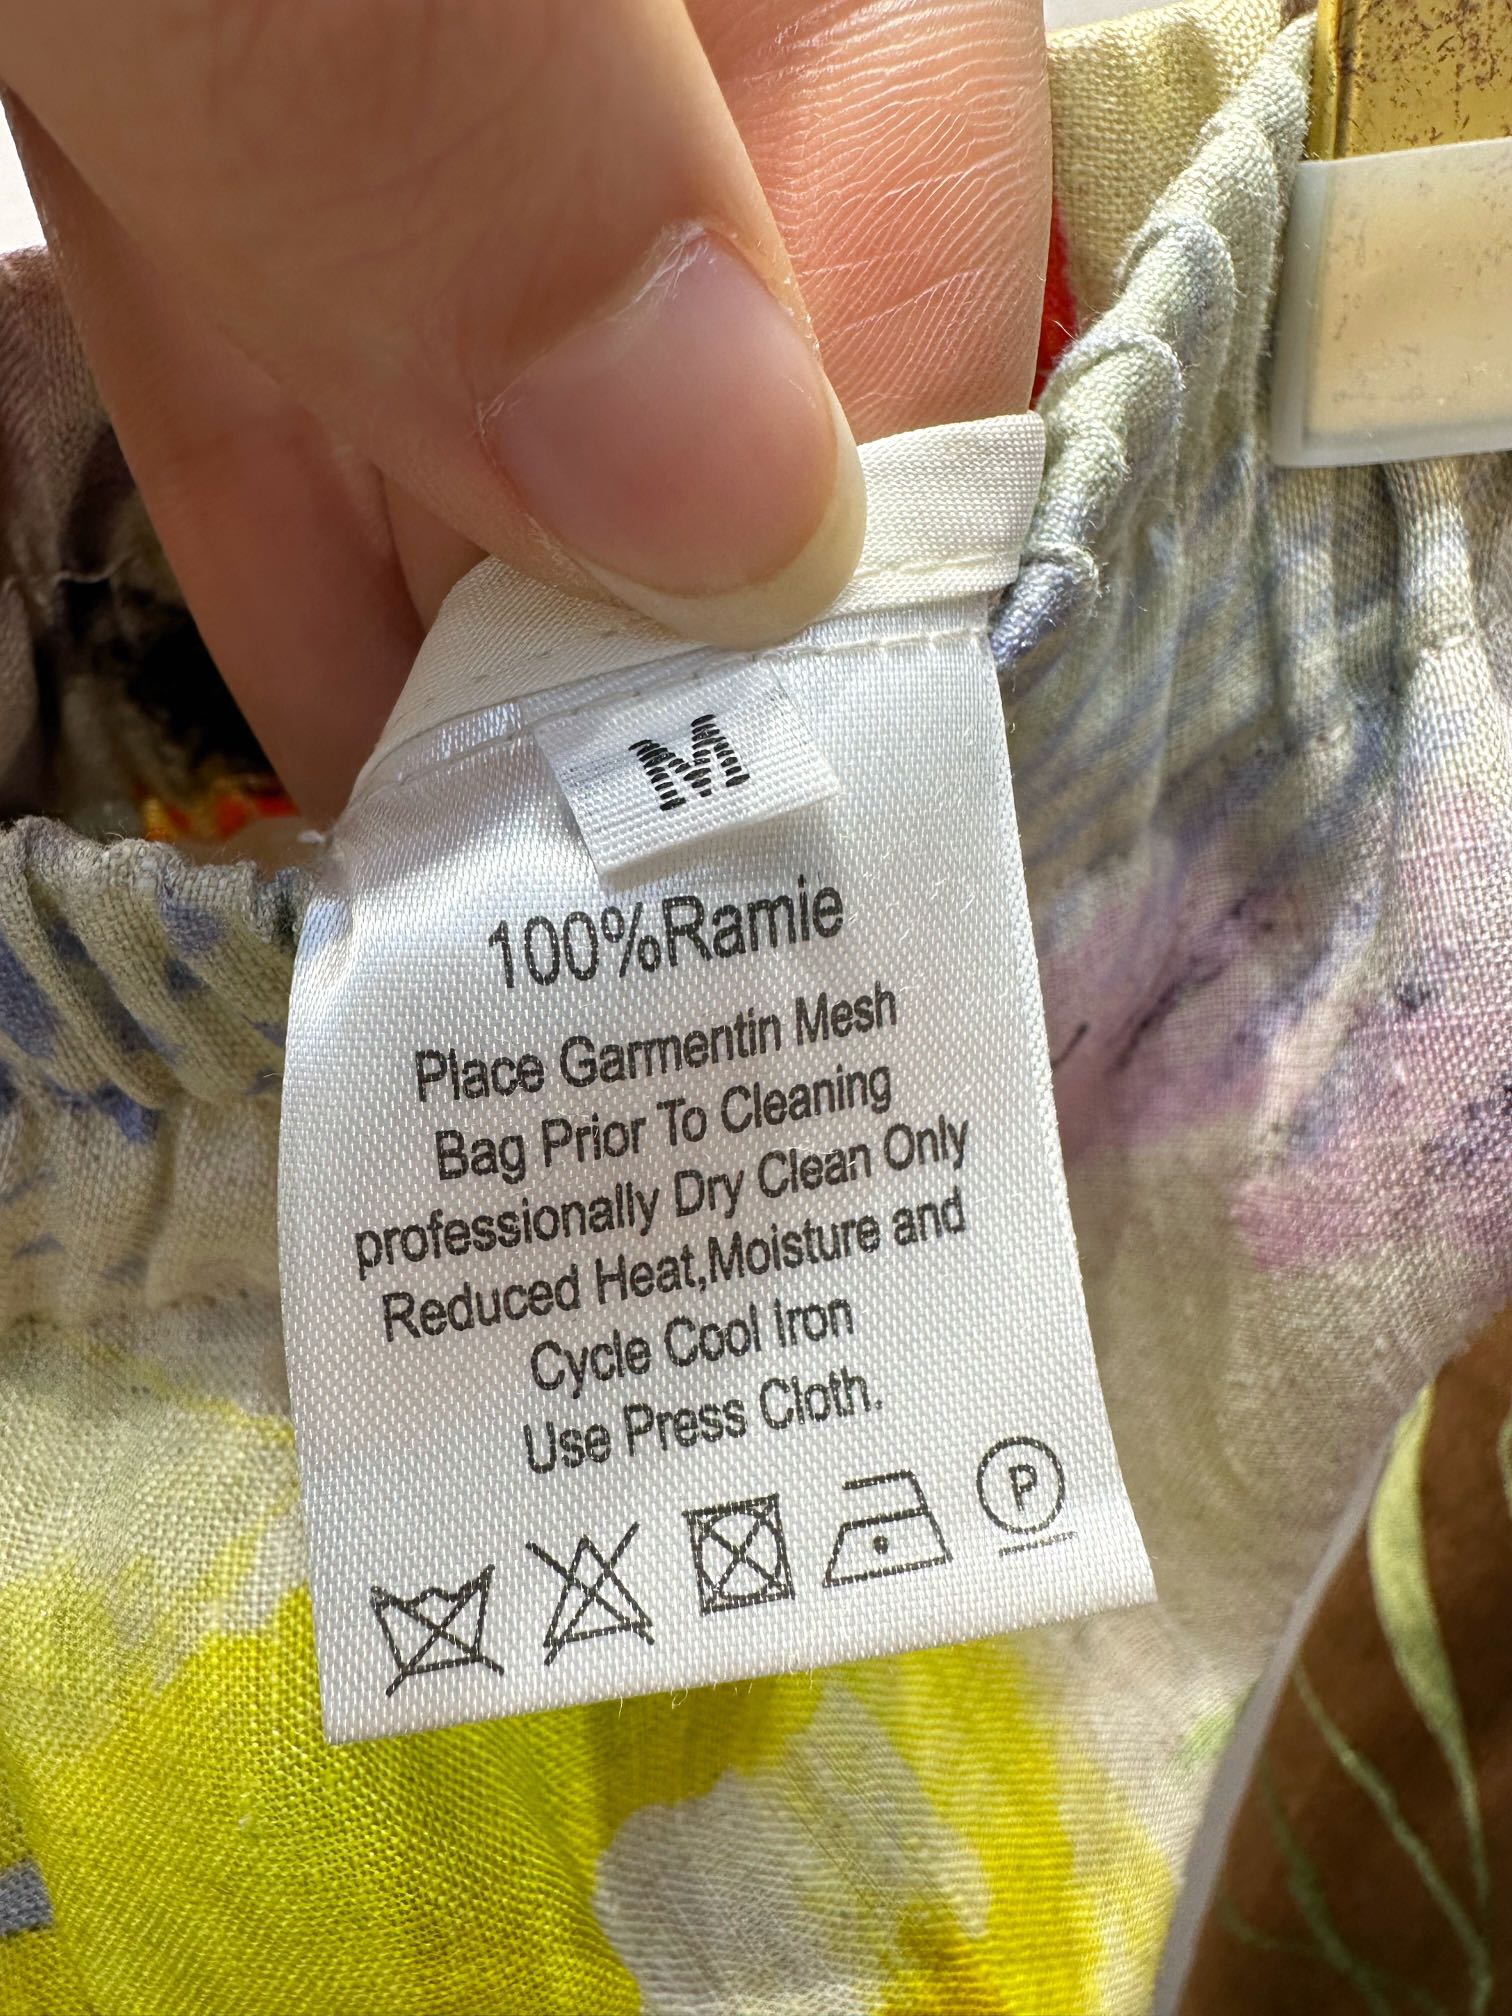 M
100%Ramie
Place Garmentin Mesh
Bag Prior To Cleaning
professionally Dry Clean Only
Reduced Heat,Moisture and
Cycle Cool Iron
Use Press Cloth.
P